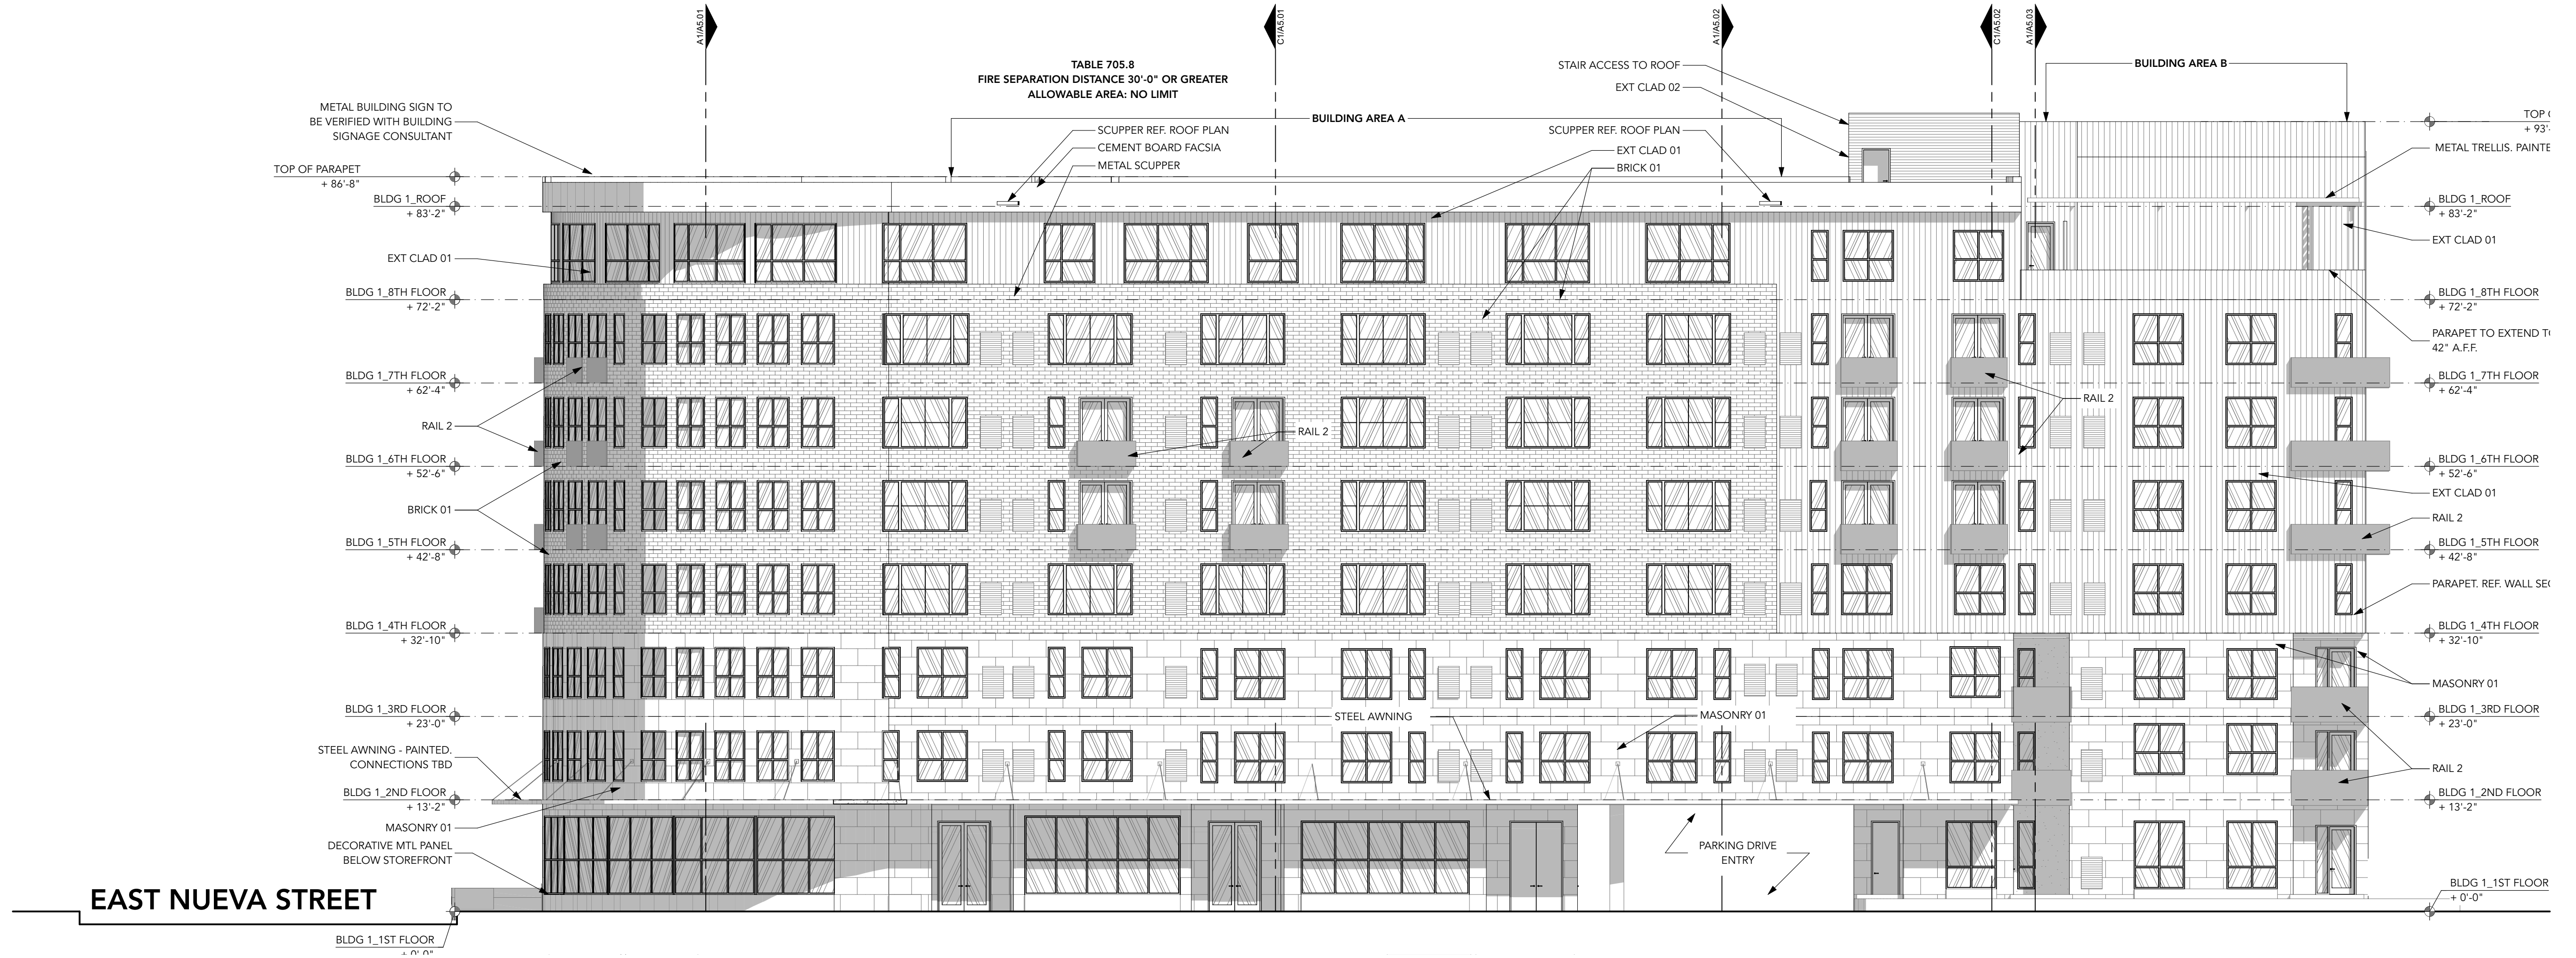 A1/A5.01
C1/A5.01
A1/A5.02
C1/A5.02
A1/A5.03
TABLE 705.8
FIRE SEPARATION DISTANCE 30'-0" OR GREATER
ALLOWABLE AREA: NO LIMIT
STAIR ACCESS TO ROOF
EXT CLAD 02
BUILDING AREA B
METAL BUILDING SIGN TO
BE VERIFIED WITH BUILDING
SIGNAGE CONSULTANT
BUILDING AREA A
SCUPPER REF. ROOF PLAN
CEMENT BOARD FACSIA
METAL SCUPPER
SCUPPER REF. ROOF PLAN
EXT CLAD 01
BRICK 01
TOP OF PARAPET
+ 86'-8"
BLDG 1_ROOF
+ 83'-2"
EXT CLAD 01
BLDG 1_8TH FLOOR
+ 72'-2"
BLDG 1_7TH FLOOR
+ 62'-4"
RAIL 2
BLDG 1_6TH FLOOR
+ 52'-6"
BRICK 01
BLDG 1_5TH FLOOR
+ 42'-8"
BLDG 1_4TH FLOOR
+ 32'-10"
BLDG 1_3RD FLOOR
+ 23'-0"
STEEL AWNING - PAINTED.
CONNECTIONS TBD
BLDG 1_2ND FLOOR
+ 13'-2"
MASONRY 01
DECORATIVE MTL PANEL
BELOW STOREFRONT
EAST NUEVA STREET
BLDG 1_1ST FLOOR
+ 0'-0"
RAIL 2
RAIL 2
STEEL AWNING
MASONRY 01
PARKING DRIVE
ENTRY
TOP
+ 93'-
METAL TRELLIS. PAINTE
BLDG 1_ROOF
+ 83'-2"
EXT CLAD 01
BLDG 1_8TH FLOOR
+ 72'-2"
PARAPET TO EXTEND
42" A.F.F.
BLDG 1_7TH FLOOR
+ 62'-4"
BLDG 1_6TH FLOOR
+ 52'-6"
EXT CLAD 01
RAIL 2
BLDG 1_5TH FLOOR
+ 42'-8"
PARAPET. REF. WALL
BLDG 1_4TH FLOOR
+ 32'-10"
MASONRY 01
BLDG 1_3RD FLOOR
+ 23'-0"
RAIL 2
BLDG 1_2ND FLOOR
+ 13'-2"
BLDG 1_1ST FLOOR
+ 0'-0"